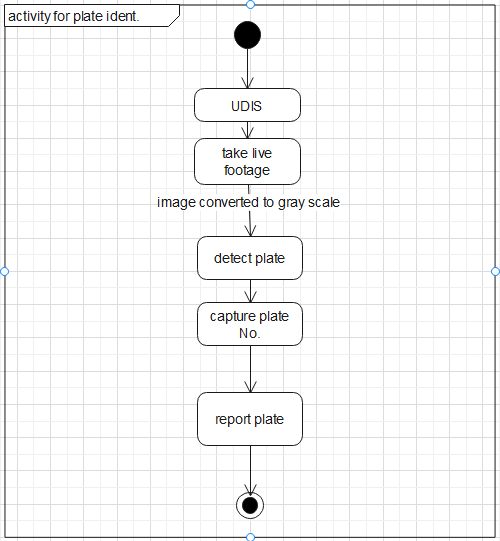 activity for plate ident.
UDIS
take live
footage
image converted to gray scale
detect plate
capture plate
No.
report plate